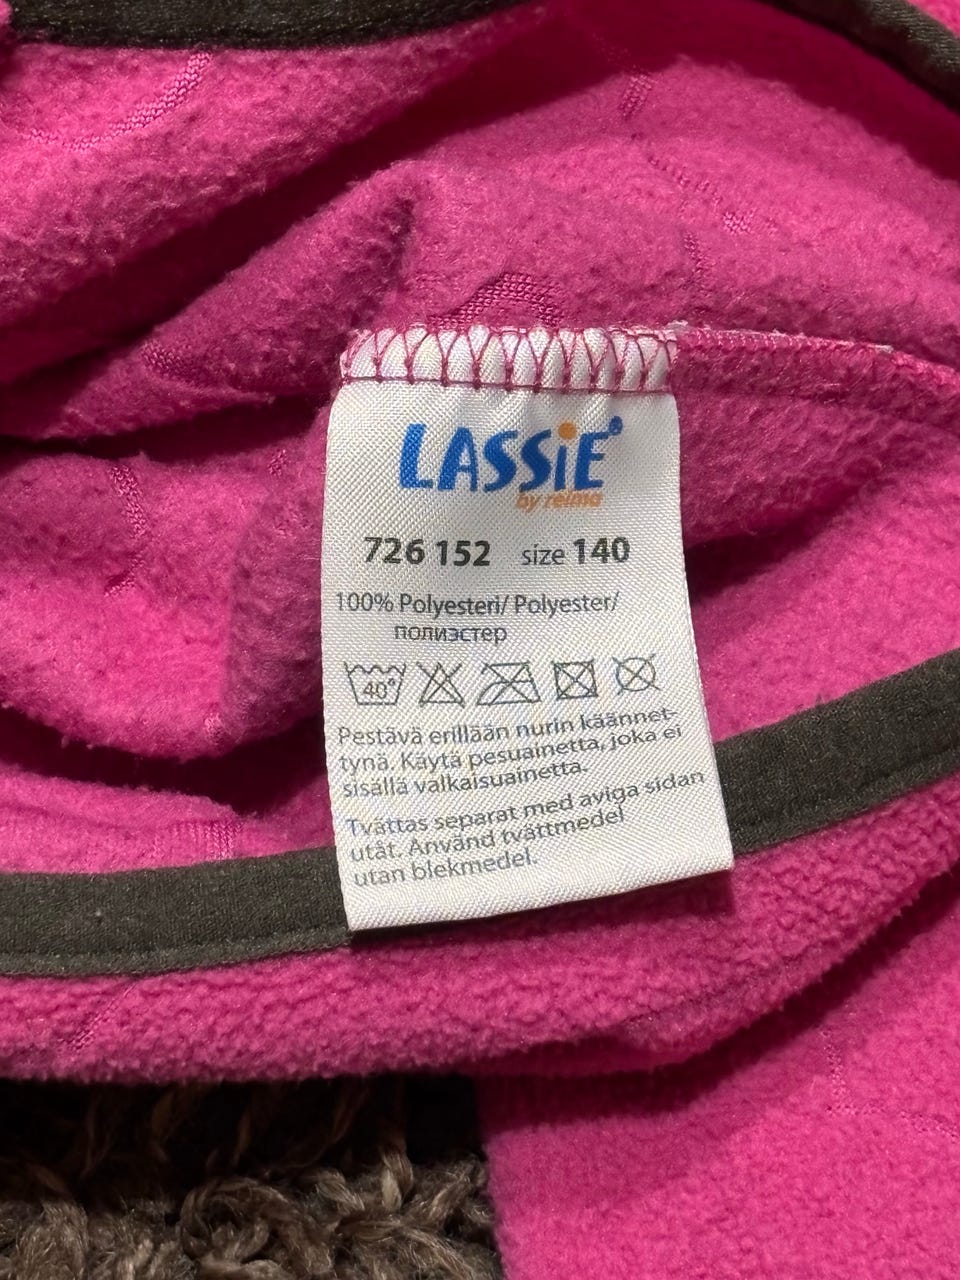 LASSiE®
by reima
726 152 size 140
100% Polyesteri/ Polyester/
полиэстер
40°
Pestävä erillään nurin käännet-
tynä. Käytä pesuainetta, joka ei
sisällä valkaisuainetta.
Tvättas separat med aviga sidan
utåt. Använd tvättmedel
utan blekmedel.